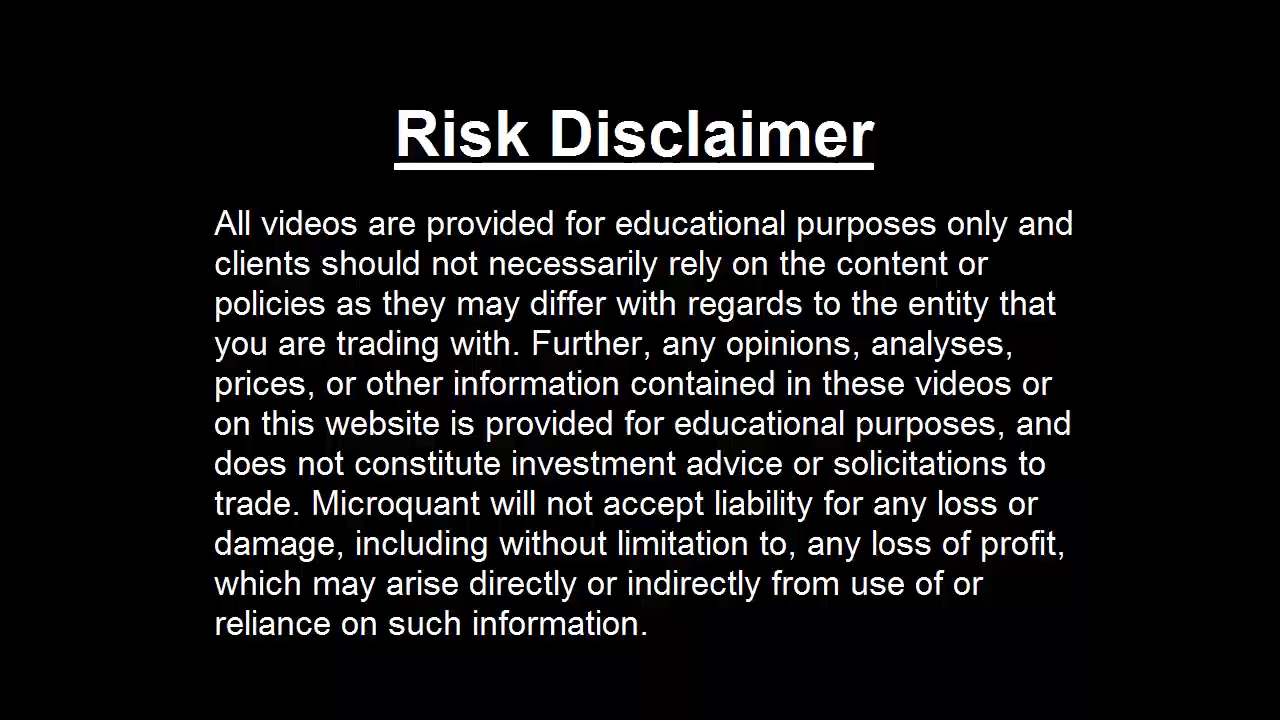 Risk Disclaimer
All videos are provided for educational purposes only and
clients should not necessarily rely on the content or
policies as they may differ with regards to the entity that
you are trading with. Further, any opinions, analyses,
prices, or other information contained in these videos or
on this website is provided for educational purposes, and
does not constitute investment advice or solicitations to
trade. Microquant will not accept liability for any loss or
damage, including without limitation to, any loss of profit,
which may arise directly or indirectly from use of or
reliance on such information.